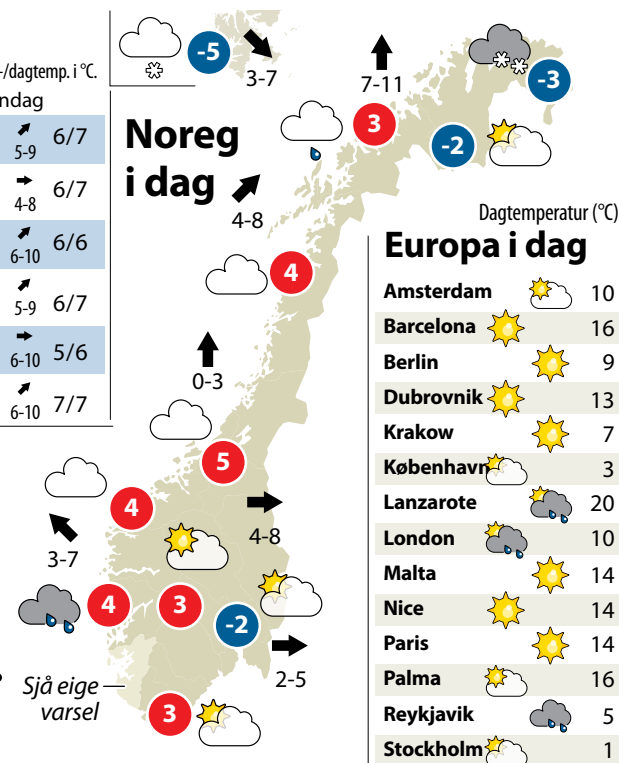 -/dagtemp. i °C.
ndag
5-9 6/7
4-8 6/7
6-10 6/6
5-9 6/7
6-10 5/6
6-10 7/7
-5
3-7
Noreg
i dag
7-11
3
-3
-2
4-8
4
0-3
5
4
4-8
3-7
4
3
-2
2-5
Sjå eige
varsel
3
Dagtemperatur (°C)
Europa i dag
Amsterdam 10
Barcelona 16
Berlin 9
Dubrovnik 13
Krakow 7
København 3
Lanzarote 20
London 10
Malta 14
Nice 14
Paris 14
Palma 16
Reykjavik 5
Stockholm 1